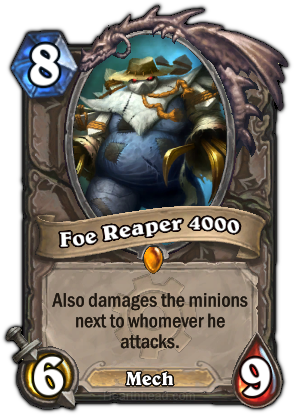 8
Foe Reaper 4000
Also damages the minions
next to whomever he
attacks.
6
Mech
9